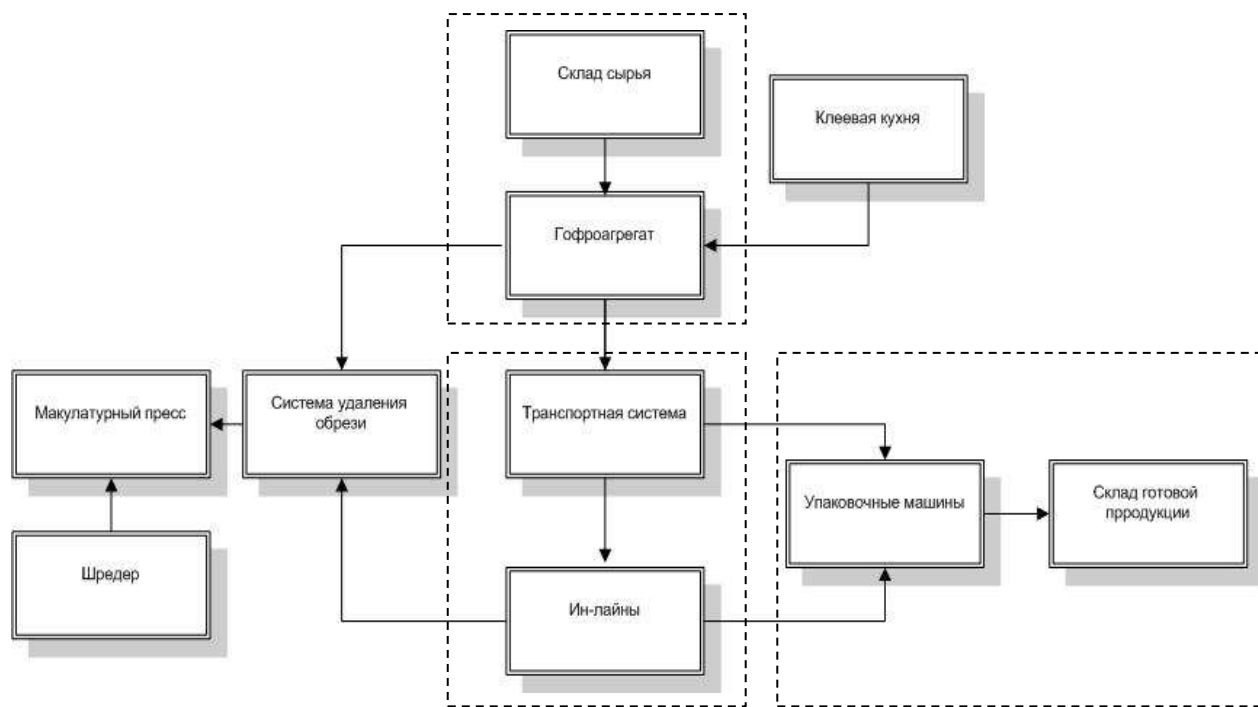 Склад сырья
Клеевая кухня
Гофроагрегат
Макулатурный пресс
Система удаления
обрези
Транспортная система
Упаковочные машины
Склад готовой
прродукции
Шредер
Ин-лайны